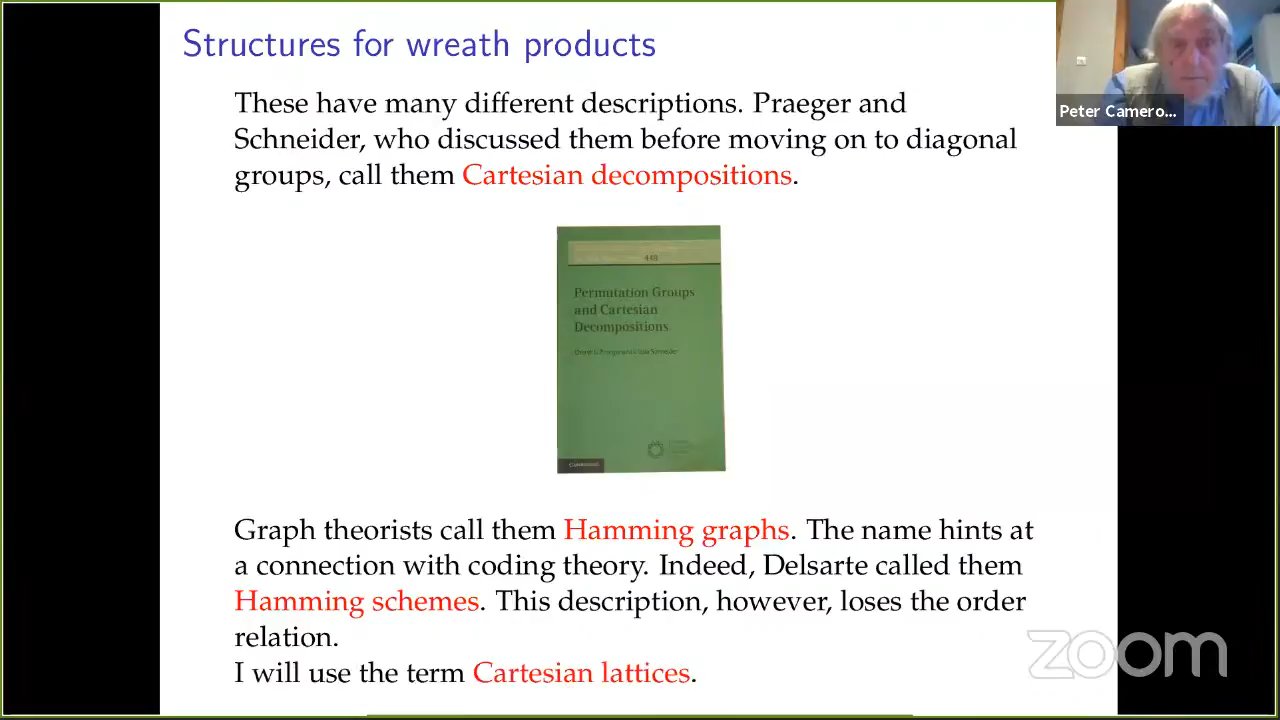 Structures for wreath products
These have many different descriptions. Praeger and
Schneider, who discussed them before moving on to diagonal
groups, call them Cartesian decompositions.
448
Permutation Groups
and Cartesian
Decompositions
CAMBRIDGE
Graph theorists call them Hamming graphs. The name hints at
a connection with coding theory. Indeed, Delsarte called them
Hamming schemes. This description, however, loses the order
relation.
I will use the term Cartesian lattices.
Peter Camero...
zoom